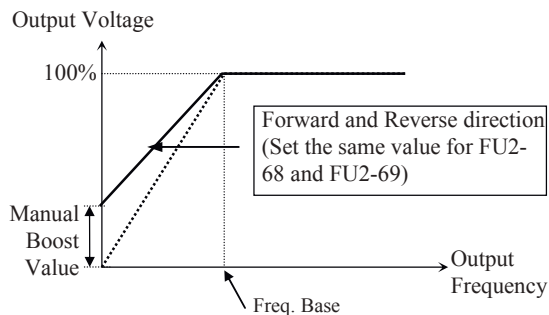 Output Voltage
100%
Forward and Reverse direction
(Set the same value for FU2-
68 and FU2-69)
Manual
Boost
Value
Output
Frequency
Freq. Base